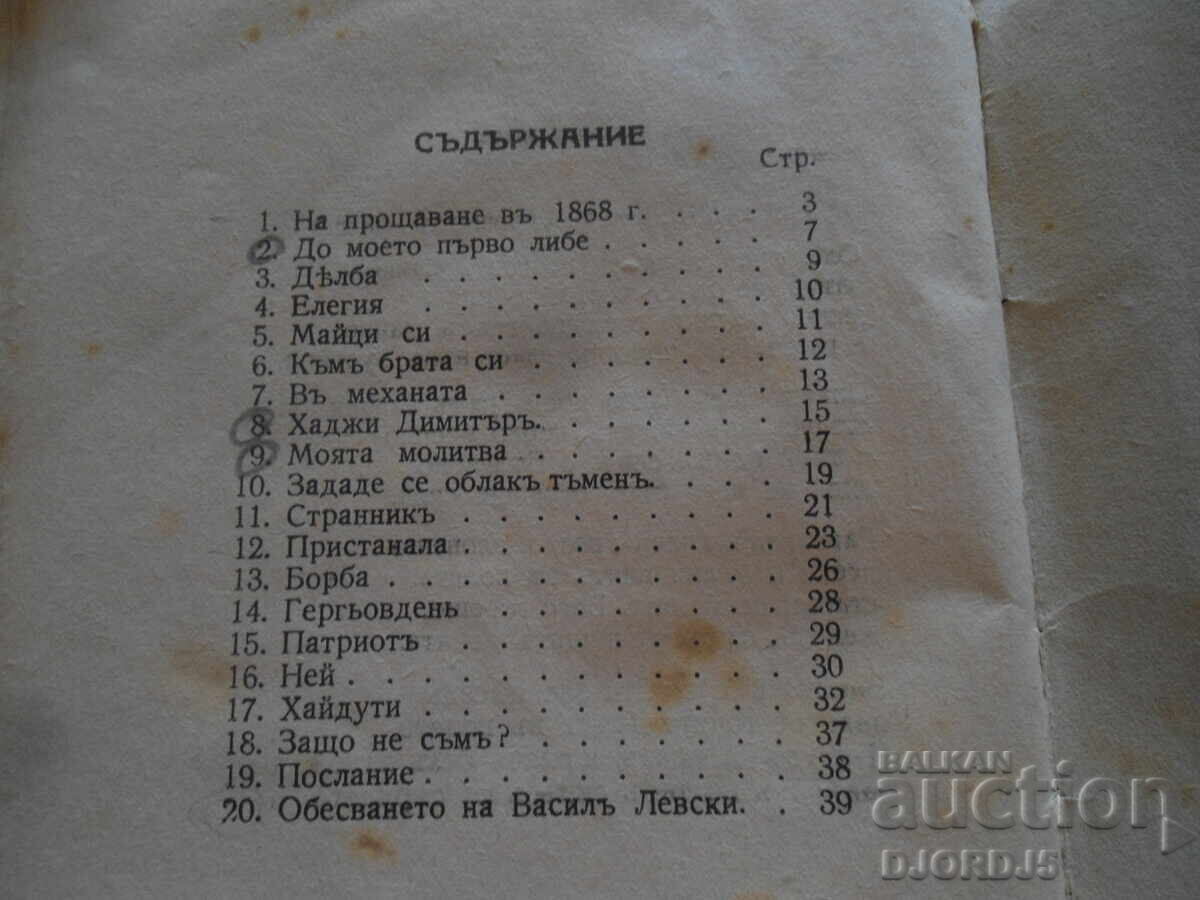 СЪДЪРЖАНИЕ
Стр.
1. На прощаване въ 1868 г. . . . 3
2. До моето първо либе . . . . . 7
3. Дѣлба . . . . . . . . . . 9
4. Елегия . . . . . . . . . . 10
5. Майци си . . . . . . . . . 11
6. Къмъ брата си . . . . . . . 12
7. Въ механата . . . . . . . . 13
8. Хаджи Димитъръ. . . . . . . 15
9. Моята молитва . . . . . . . 17
10. Зададе се облакъ тъменъ. . . . 19
11. Странникъ . . . . . . . . . 21
12. Пристанала . . . . . . . . . 23
13. Борба . . . . . . . . . . . 26
14. Гергьовдень . . . . . . . . . 28
15. Патриотъ . . . . . . . . . 29
16. Ней . . . . . . . . . . . . 30
17. Хайдути . . . . . . . . . . 32
18. Защо не съмъ? . . . . . . . 37
19. Послание . . . . . . . . . . 38
20. Обесването на Василъ Левски. . 39
BALKAN
auction
DJORDJ5